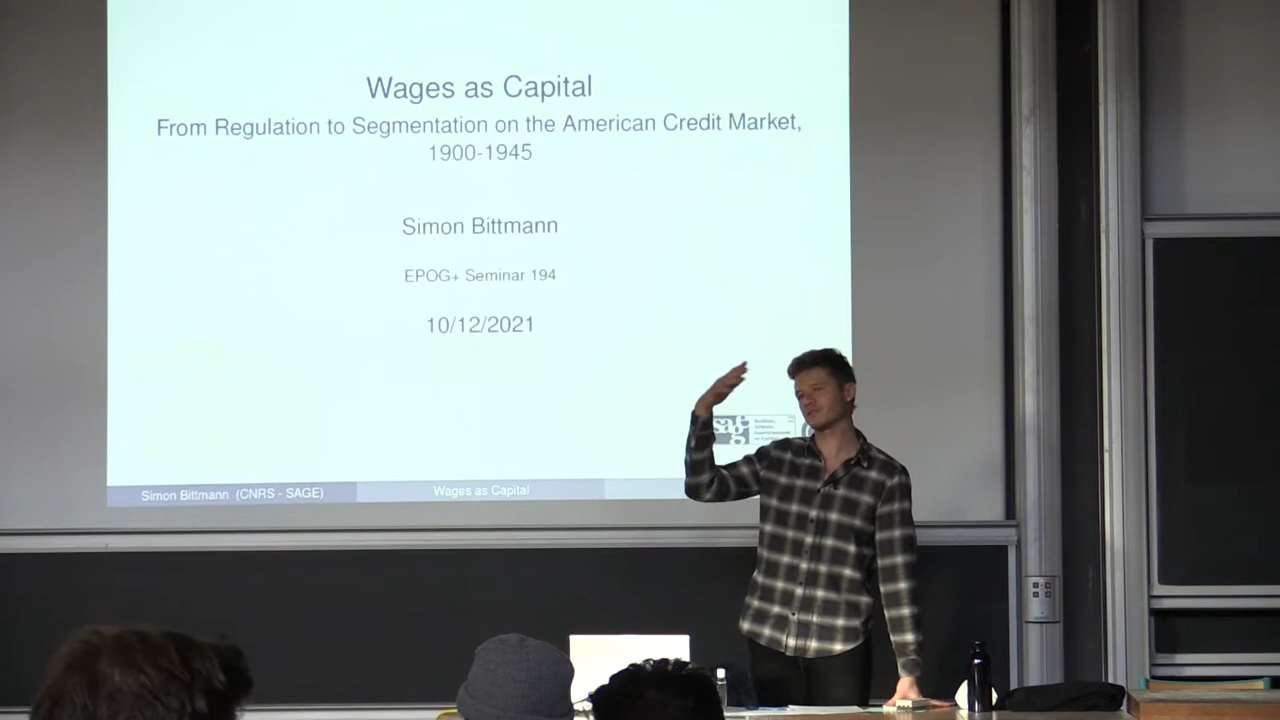 Wages as Capital
From Regulation to Segmentation on the American Credit Market,
1900-1945
Simon Bittmann
EPOG+ Seminar 194
10/12/2021
sage
Simon Bittmann (CNRS - SAGE)
Wages as Capital